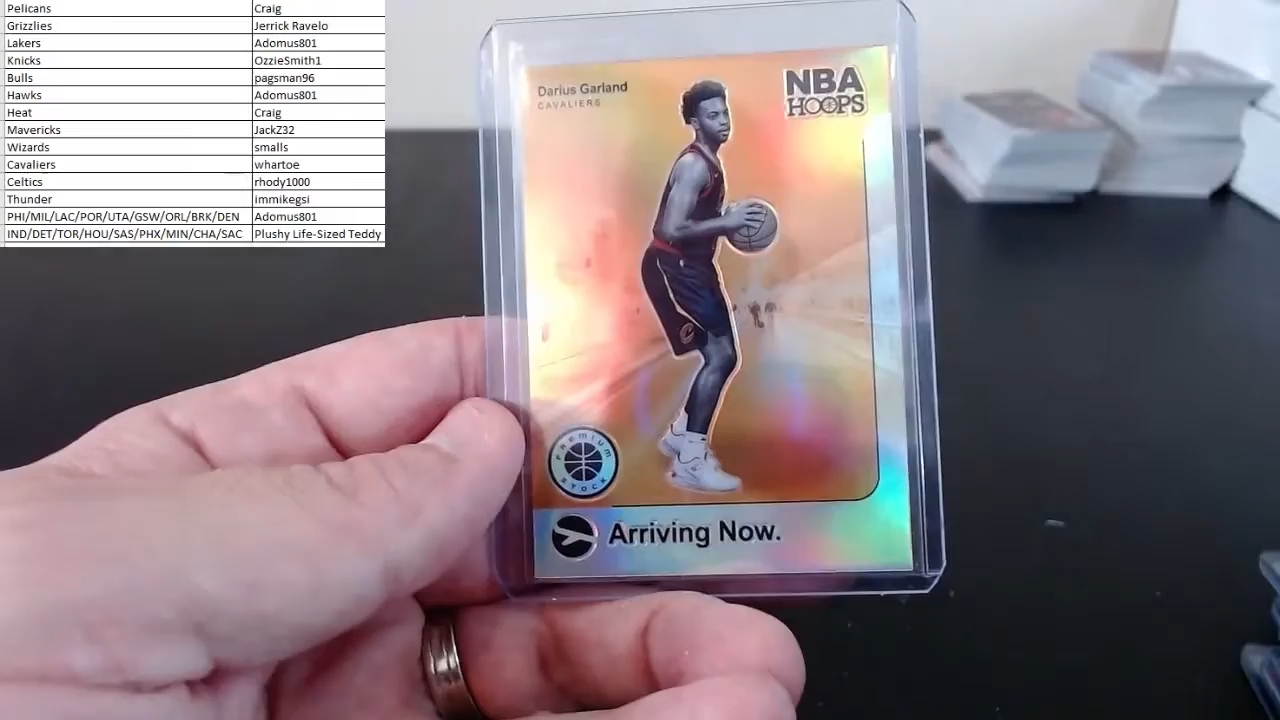 Pelicans Craig
Grizzlies Jerrick Ravelo
Lakers Adomus801
Knicks OzzieSmith1
Bulls pagsman96
Hawks Adomus801
Heat Craig
Mavericks JackZ32
Wizards smalls
Cavaliers whartoe
Celtics rhody1000
Thunder immikegsi
PHI/MIL/LAC/POR/UTA/GSW/ORL/BRK/DEN Adomus801
IND/DET/TOR/HOU/SAS/PHX/MIN/CHA/SAC Plushy Life-Sized Teddy
Darius Garland
CAVALIERS
NBA
HOOPS
PREMIUM
STOCK
Arriving Now.